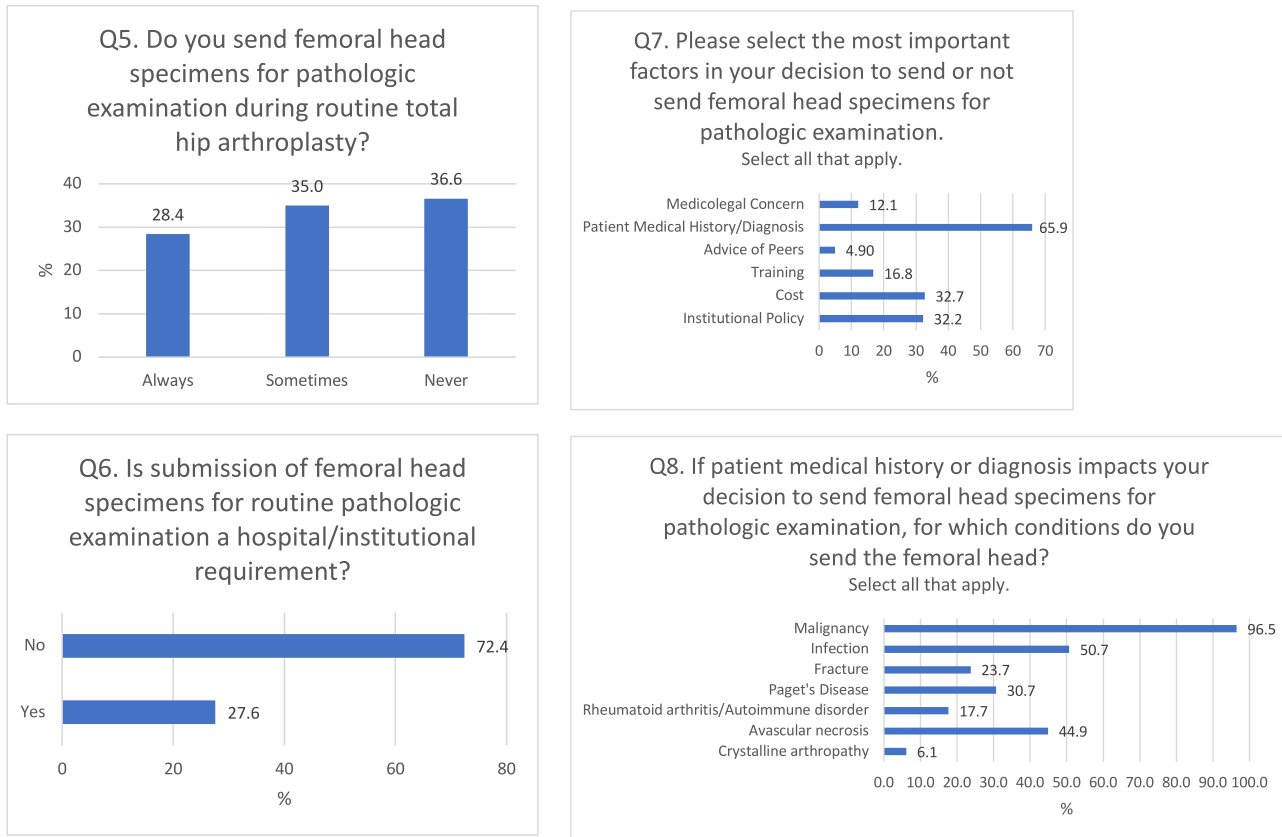 Q5. Do you send femoral head
specimens for pathologic
examination during routine total
hip arthroplasty?
40
30
20
10
0
%
28.4
35.0
36.6
Always
Sometimes
Never
Q7. Please select the most important
factors in your decision to send or not
send femoral head specimens for
pathologic examination.
Select all that apply.
Medicolegal Concern 12.1
Patient Medical History/Diagnosis 65.9
Advice of Peers 4.90
Training 16.8
Cost 32.7
Institutional Policy 32.2
0 10 20 30 40 50 60 70
%
Q6. Is submission of femoral head
specimens for routine pathologic
examination a hospital/institutional
requirement?
No 72.4
Yes 27.6
0 20 40 60 80
%
Q8. If patient medical history or diagnosis impacts your
decision to send femoral head specimens for
pathologic examination, for which conditions do you
send the femoral head?
Select all that apply.
Malignancy 96.5
Infection 50.7
Fracture 23.7
Paget's Disease 30.7
Rheumatoid arthritis/Autoimmune disorder 17.7
Avascular necrosis 44.9
Crystalline arthropathy 6.1
0.0 10.0 20.0 30.0 40.0 50.0 60.0 70.0 80.0 90.0 100.0
%